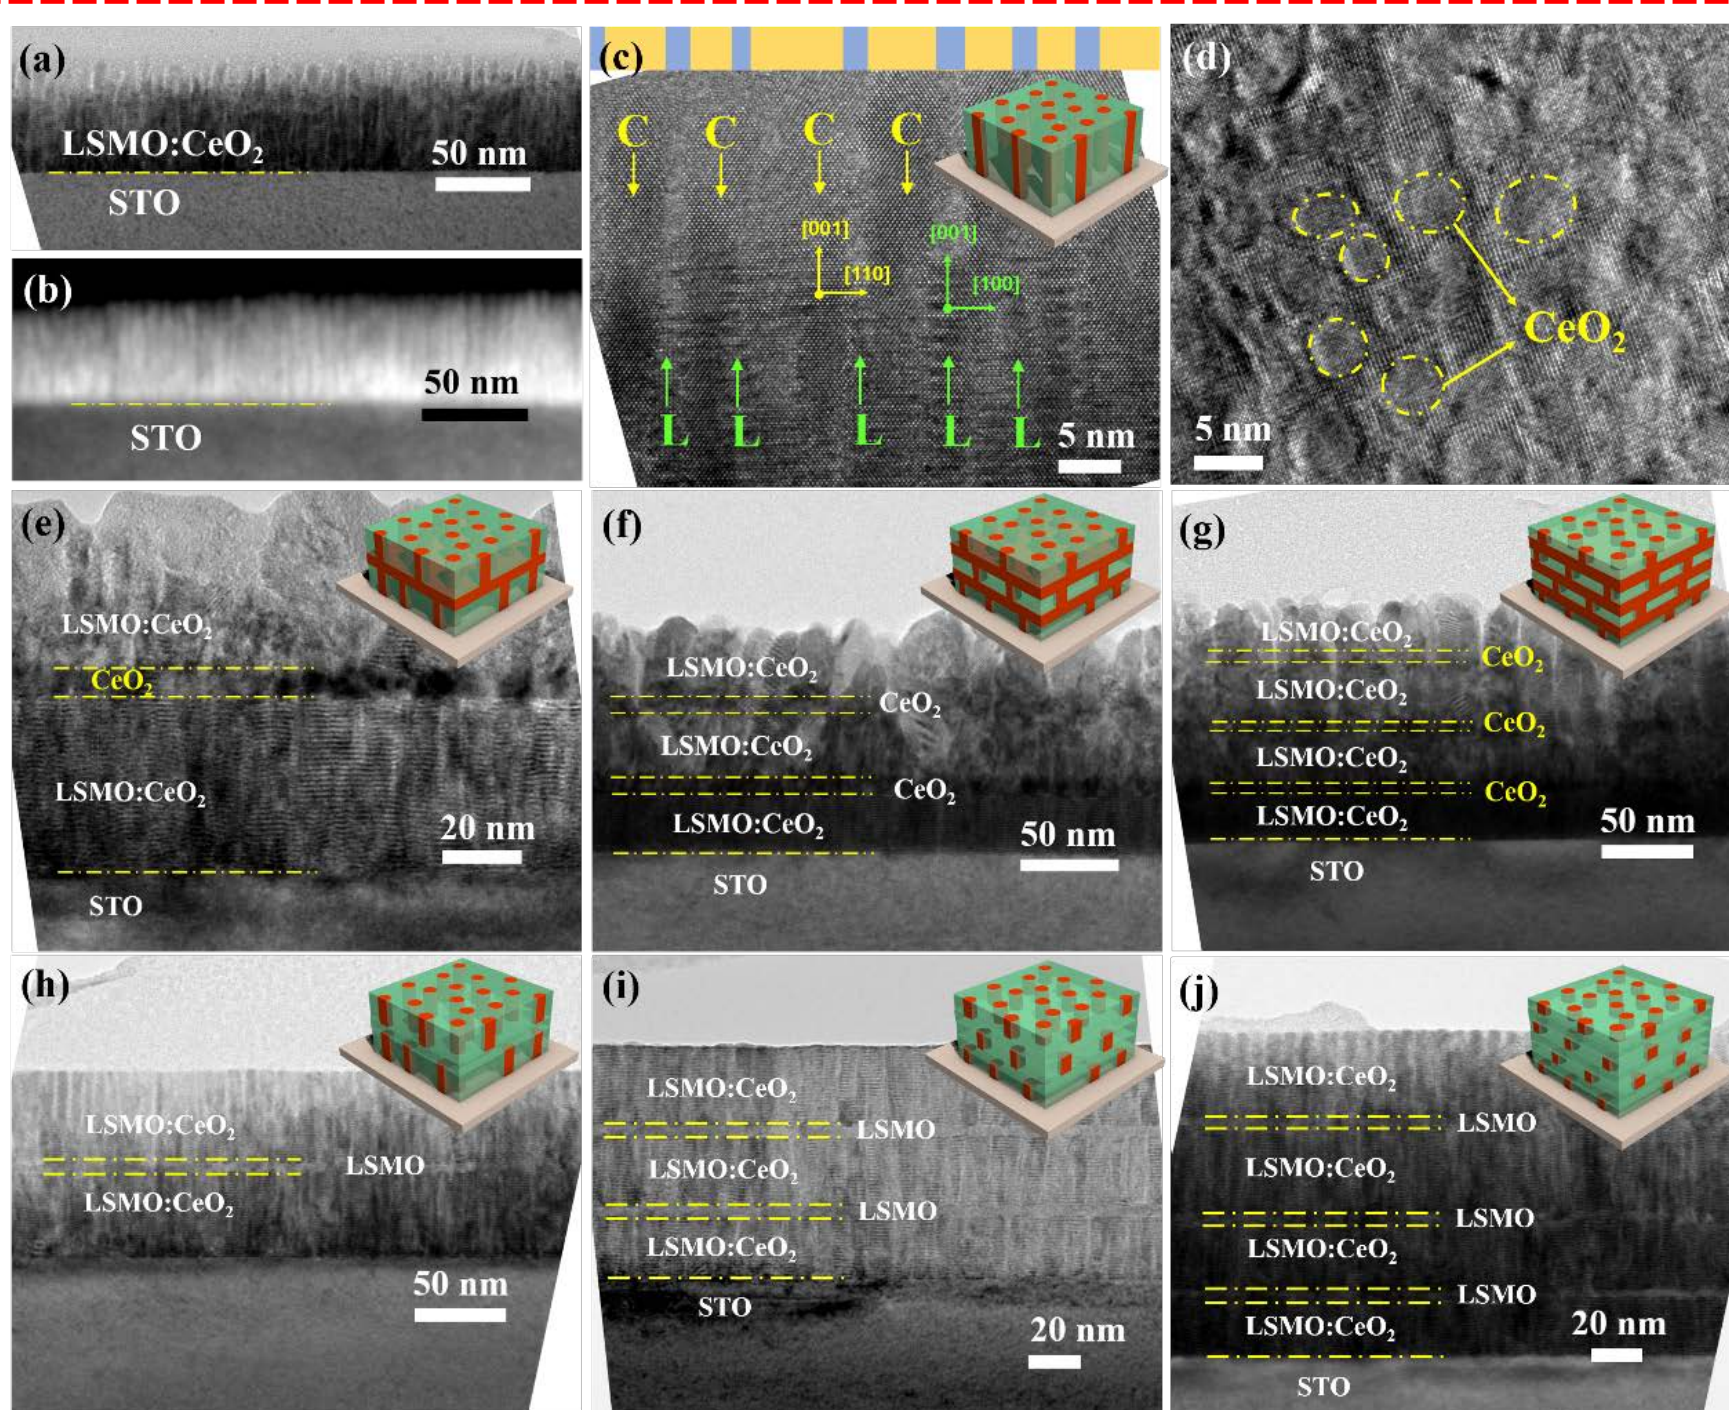 (a)
LSMO:CeO₂
50 nm
STO
(b)
50 nm
STO
(c)
C C C C
[001]
[110]
[001]
[100]
L L L L L
5 nm
(d)
CeO₂
5 nm
(e)
LSMO:CeO₂
CeO₂
LSMO:CeO₂
20 nm
STO
(f)
LSMO:CeO₂
CeO₂
LSMO:CeO₂
CeO₂
LSMO:CeO₂
50 nm
STO
(g)
LSMO:CeO₂
CeO₂
LSMO:CeO₂
CeO₂
LSMO:CeO₂
CeO₂
LSMO:CeO₂
50 nm
STO
(h)
LSMO:CeO₂
LSMO
LSMO:CeO₂
50 nm
(i)
LSMO:CeO₂
LSMO
LSMO:CeO₂
LSMO
LSMO:CeO₂
STO
20 nm
(j)
LSMO:CeO₂
LSMO
LSMO:CeO₂
LSMO
LSMO:CeO₂
LSMO
LSMO:CeO₂
20 nm
STO